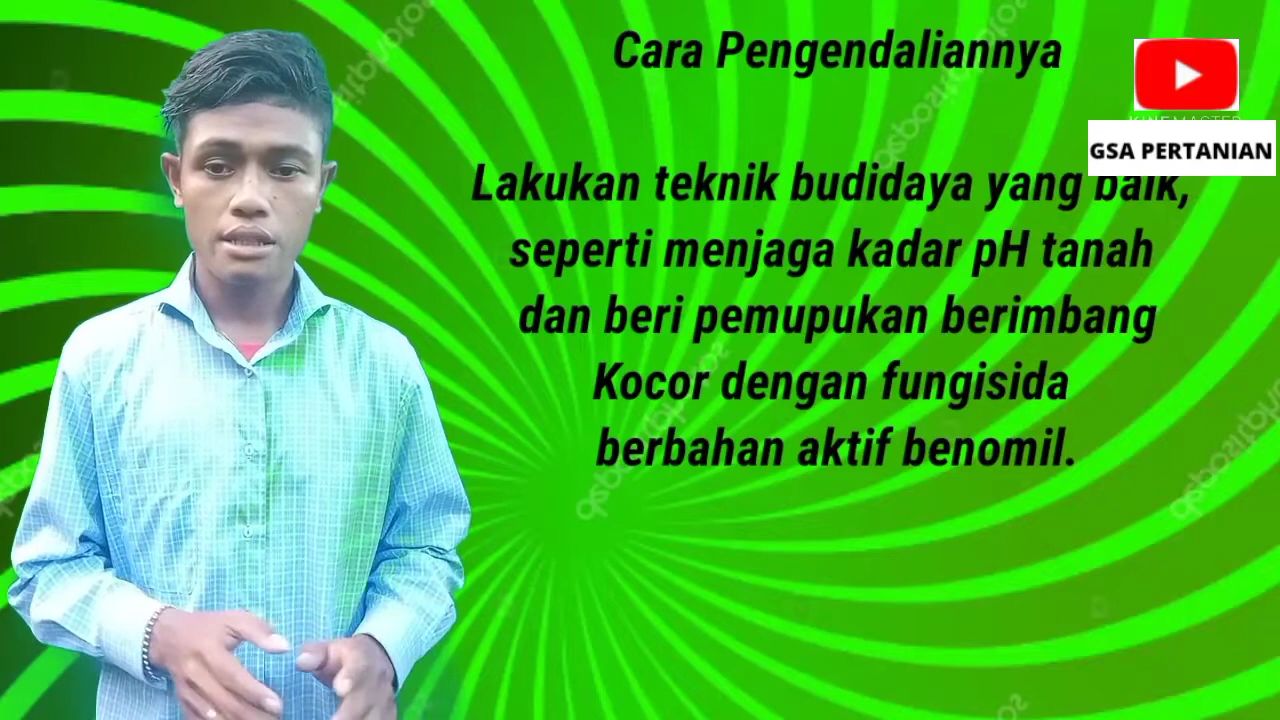 Cara Pengendaliannya
KINEMASTER
GSA PERTANIAN
Lakukan teknik budidaya yang baik,
seperti menjaga kadar pH tanah
dan beri pemupukan berimbang
Kocor dengan fungisida
berbahan aktif benomil.